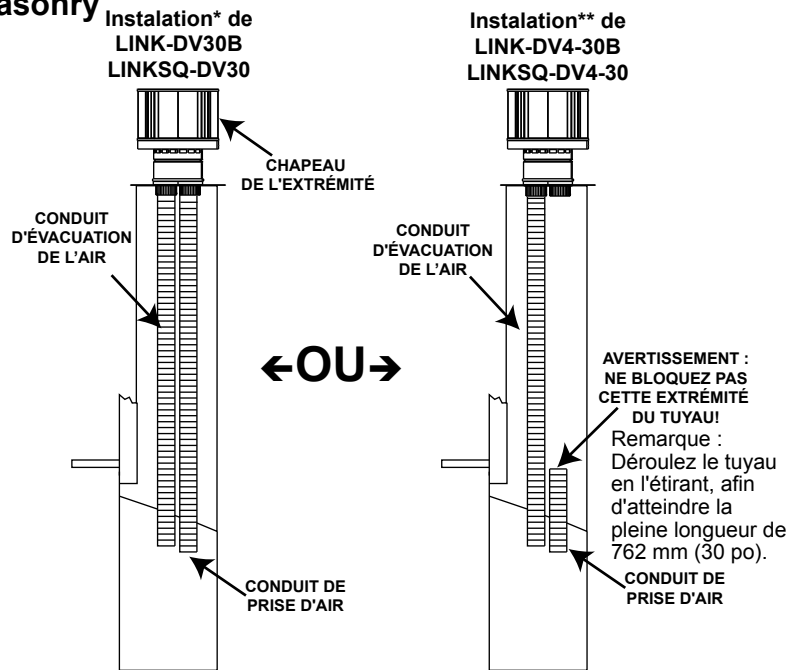 Instalation* de
LINK-DV30B
LINKSQ-DV30
CHAPEAU
DE L'EXTRÉMITÉ
CONDUIT
D'ÉVACUATION
DE L'AIR
CONDUIT DE
PRISE D'AIR
←OU→
Instalation** de
LINK-DV4-30B
LINKSQ-DV4-30
CONDUIT
D'ÉVACUATION
DE L'AIR
AVERTISSEMENT :
NE BLOQUEZ PAS
CETTE EXTRÉMITÉ
DU TUYAU!
Remarque :
Déroulez le tuyau
en l'étirant, afin
d'atteindre la
pleine longueur de
762 mm (30 po).
CONDUIT DE
PRISE D'AIR